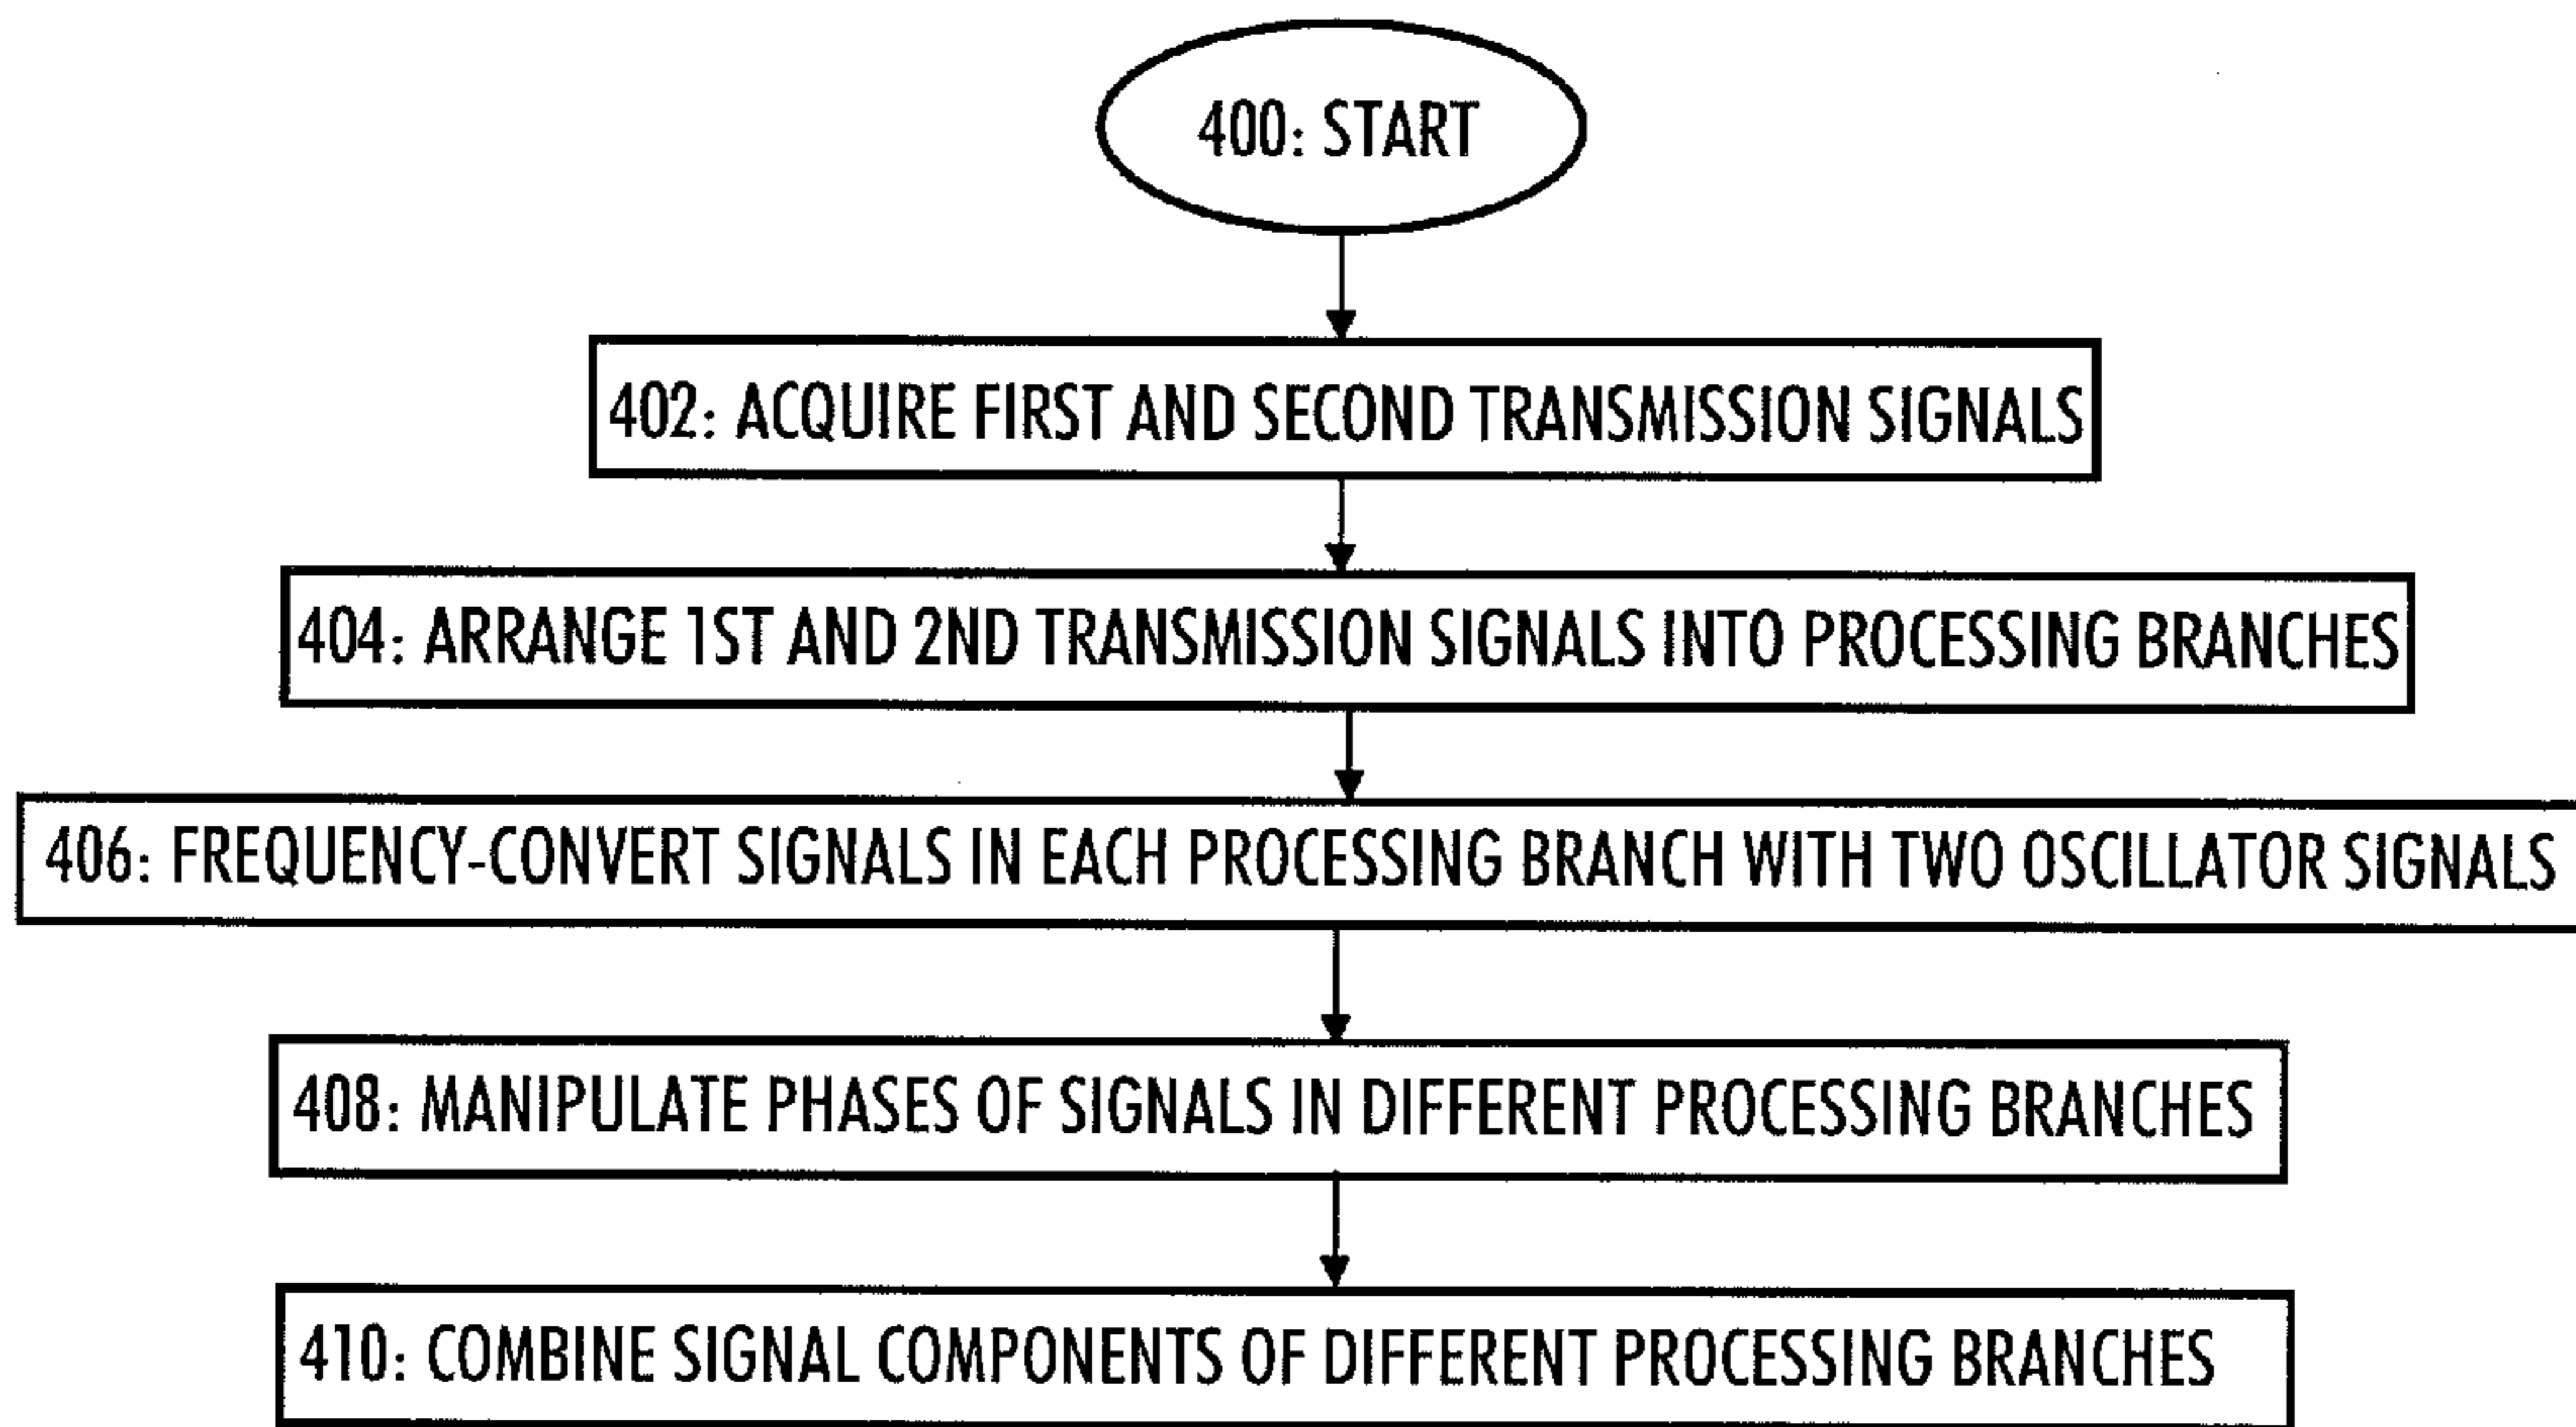 400: START
402: ACQUIRE FIRST AND SECOND TRANSMISSION SIGNALS
404: ARRANGE 1ST AND 2ND TRANSMISSION SIGNALS INTO PROCESSING BRANCHES
406: FREQUENCY-CONVERT SIGNALS IN EACH PROCESSING BRANCH WITH TWO OSCILLATOR SIGNALS
408: MANIPULATE PHASES OF SIGNALS IN DIFFERENT PROCESSING BRANCHES
410: COMBINE SIGNAL COMPONENTS OF DIFFERENT PROCESSING BRANCHES